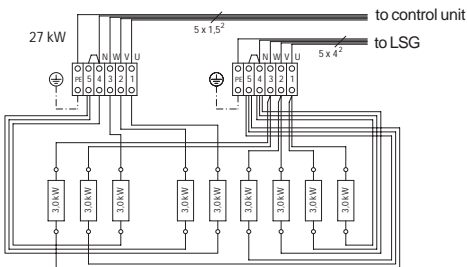 to control unit
27 kW
5 x 1,5²
to LSG
N W V U
5 x 4²
N W V U
PE 5 4 3 2 1
PE 5 4 3 2 1
3,0kW 3,0kW 3,0kW 3,0kW 3,0kW 3,0kW 3,0kW 3,0kW 3,0kW